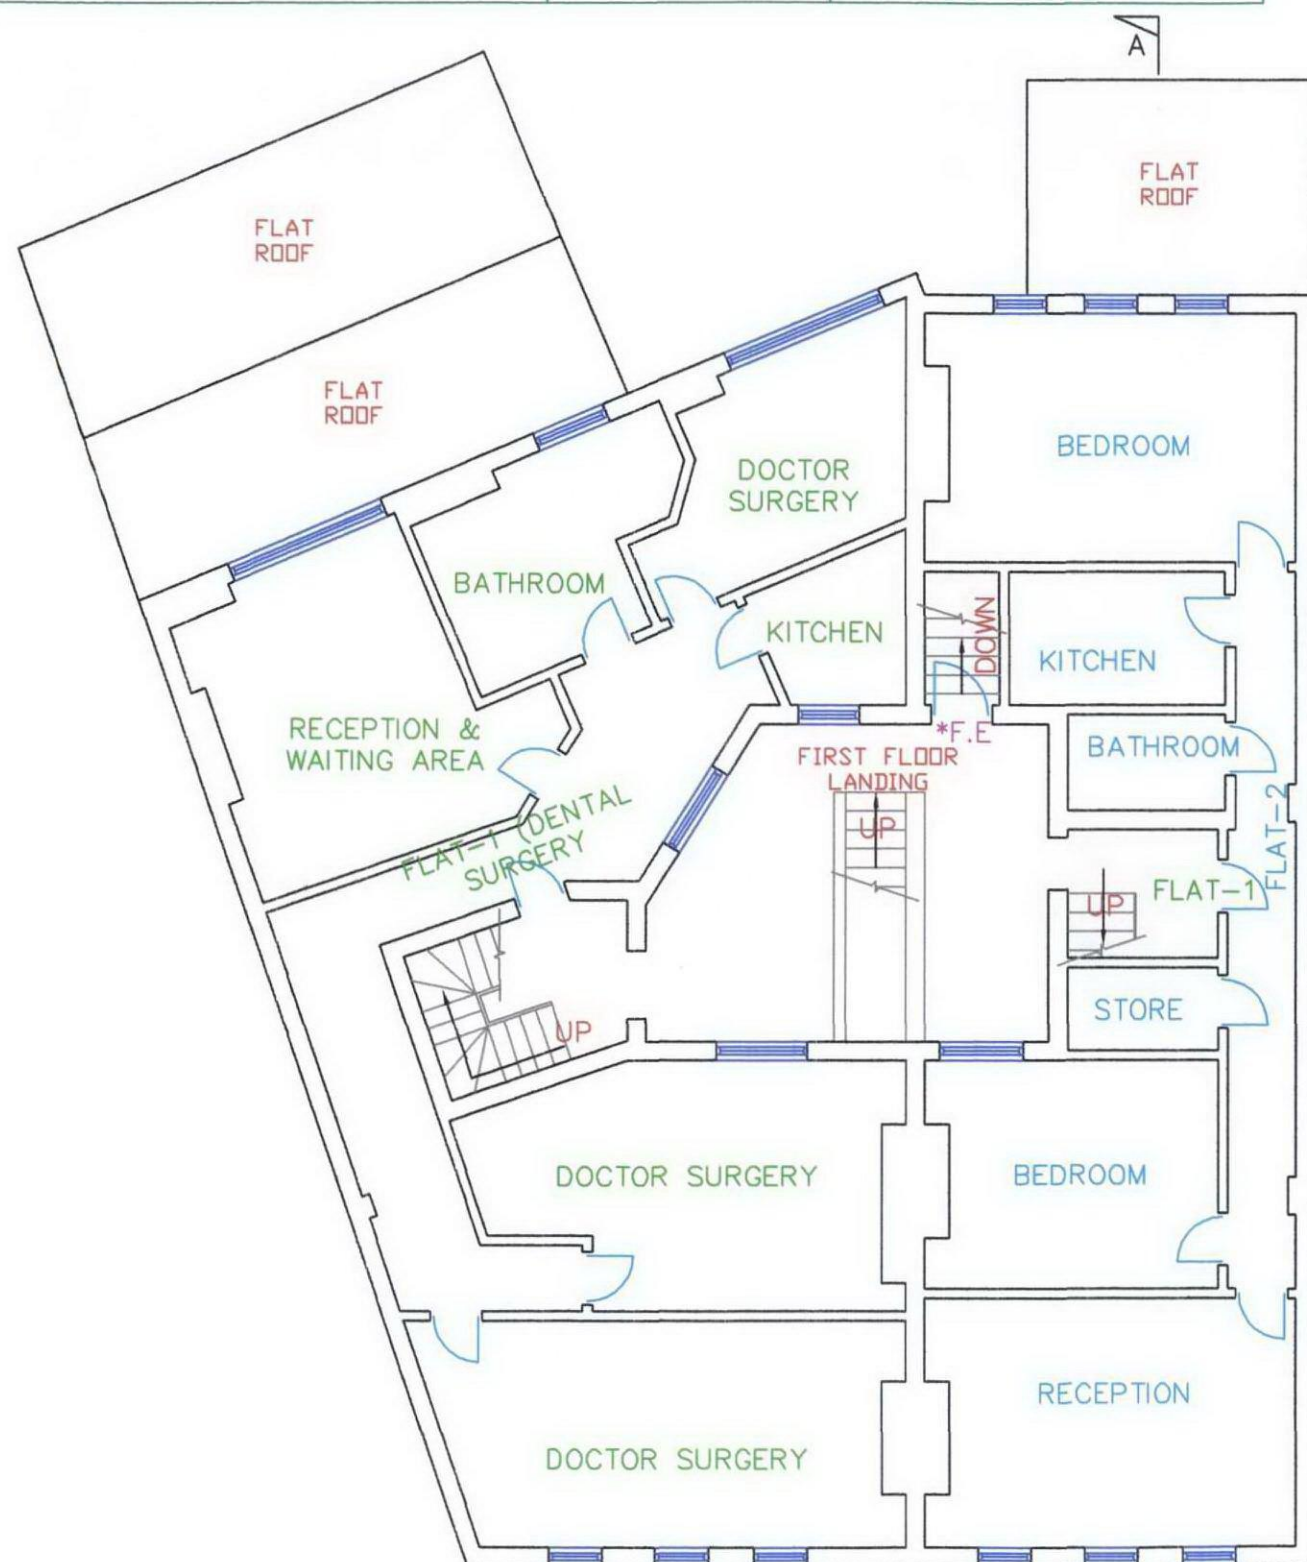 A
FLAT
ROOF
FLAT
ROOF
FLAT
ROOF
BEDROOM
DOCTOR
SURGERY
BATHROOM
KITCHEN
DOWN
KITCHEN
RECEPTION &
WAITING AREA
*F.E
BATHROOM
FIRST FLOOR
LANDING
UP
FLAT-1 (DENTAL
SURGERY
FLAT-2
FLAT-1
UP
STORE
UP
DOCTOR SURGERY
BEDROOM
RECEPTION
DOCTOR SURGERY